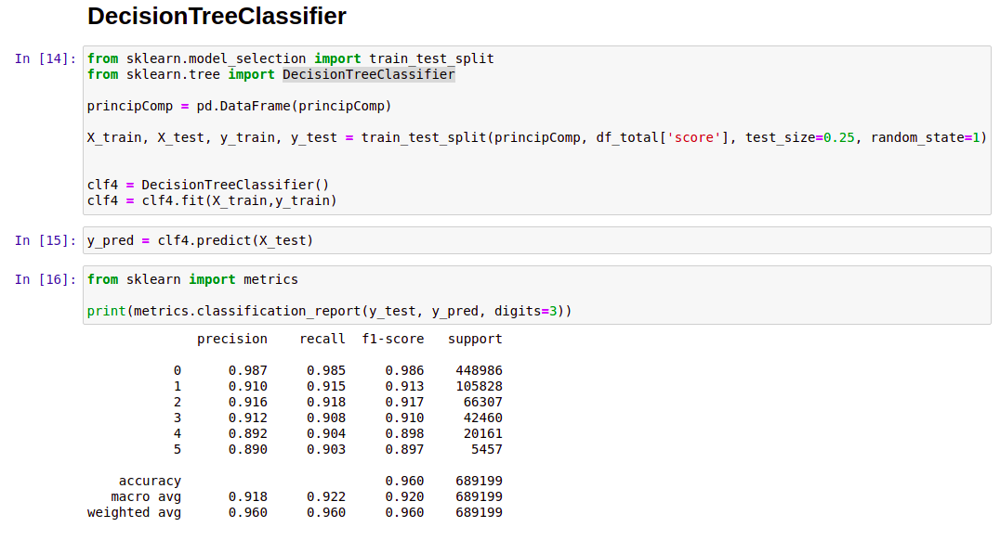 DecisionTreeClassifier
In [14]: from sklearn.model_selection import train_test_split
from sklearn.tree import DecisionTreeClassifier
principComp = pd.DataFrame(principComp)
X_train, X_test, y_train, y_test = train_test_split(principComp, df_total['score'], test_size=0.25, random_state=1)
clf4 = DecisionTreeClassifier()
clf4 = clf4.fit(X_train,y_train)
In [15]: y_pred = clf4.predict(X_test)
In [16]: from sklearn import metrics
print(metrics.classification_report(y_test, y_pred, digits=3))
precision recall f1-score support
0 0.987 0.985 0.986 448986
1 0.910 0.915 0.913 105828
2 0.916 0.918 0.917 66307
3 0.912 0.908 0.910 42460
4 0.892 0.904 0.898 20161
5 0.890 0.903 0.897 5457
accuracy 0.960 689199
macro avg 0.918 0.922 0.920 689199
weighted avg 0.960 0.960 0.960 689199